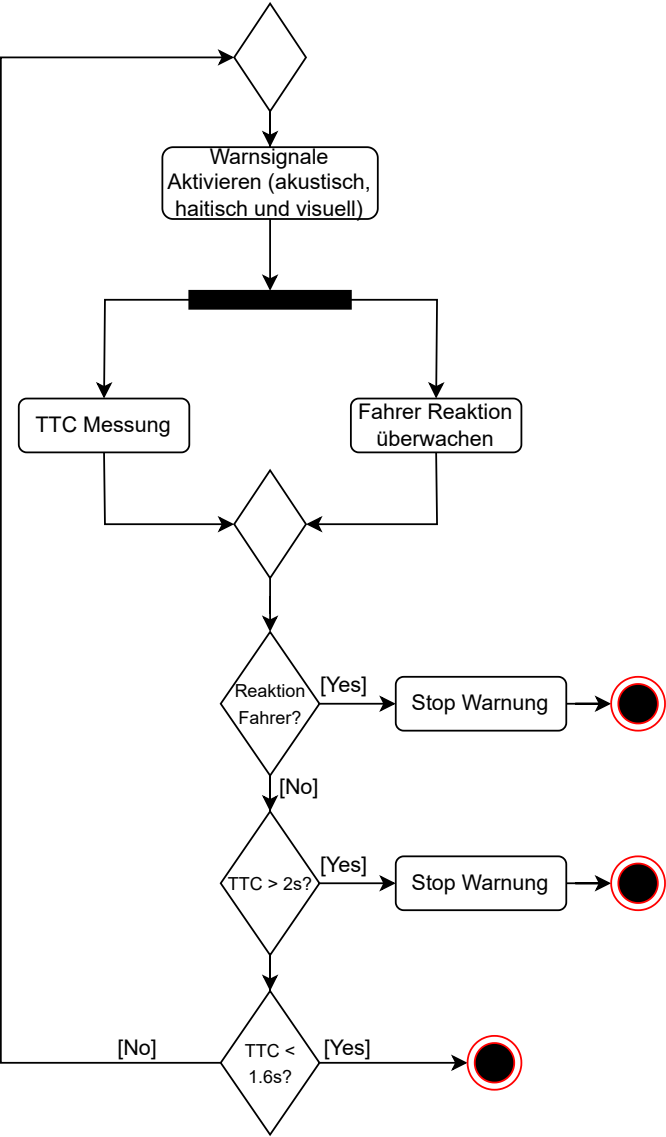 Warnsignale
Aktivieren (akustisch,
haitisch und visuell)
TTC Messung
Fahrer Reaktion
überwachen
Reaktion
Fahrer?
[Yes]
Stop Warnung
[No]
TTC > 2s?
[Yes]
Stop Warnung
[No]
TTC <
1.6s?
[Yes]